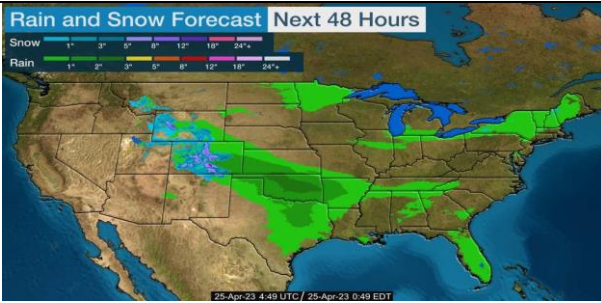 Rain and Snow Forecast Next 48 Hours
Snow 1" 3" 5" 8" 12" 18" 24"+
Rain 1" 2" 3" 5" 8" 12" 18" 24"+
25-Apr-23 4:49 UTC / 25-Apr-23 0:49 EDT